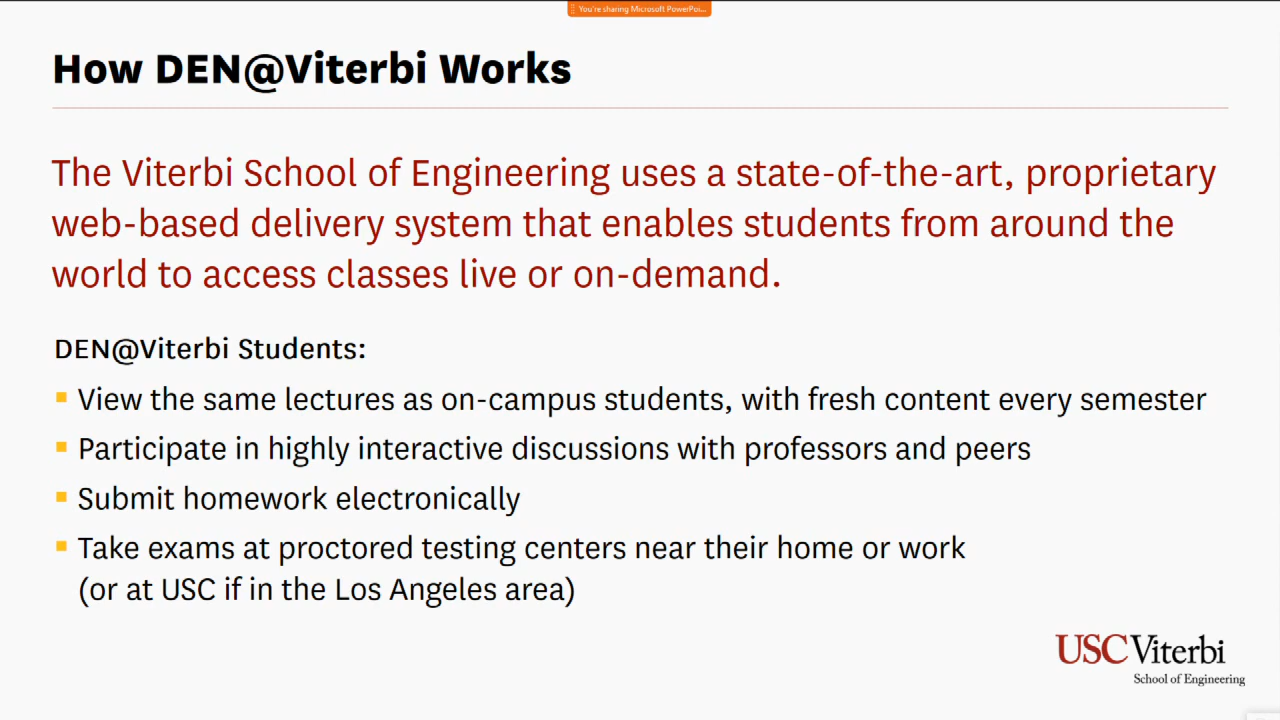 You're sharing Microsoft PowerPoi...
How DEN@Viterbi Works
The Viterbi School of Engineering uses a state-of-the-art, proprietary
web-based delivery system that enables students from around the
world to access classes live or on-demand.
DEN@Viterbi Students:
View the same lectures as on-campus students, with fresh content every semester
Participate in highly interactive discussions with professors and peers
Submit homework electronically
Take exams at proctored testing centers near their home or work
(or at USC if in the Los Angeles area)
USC Viterbi
School of Engineering